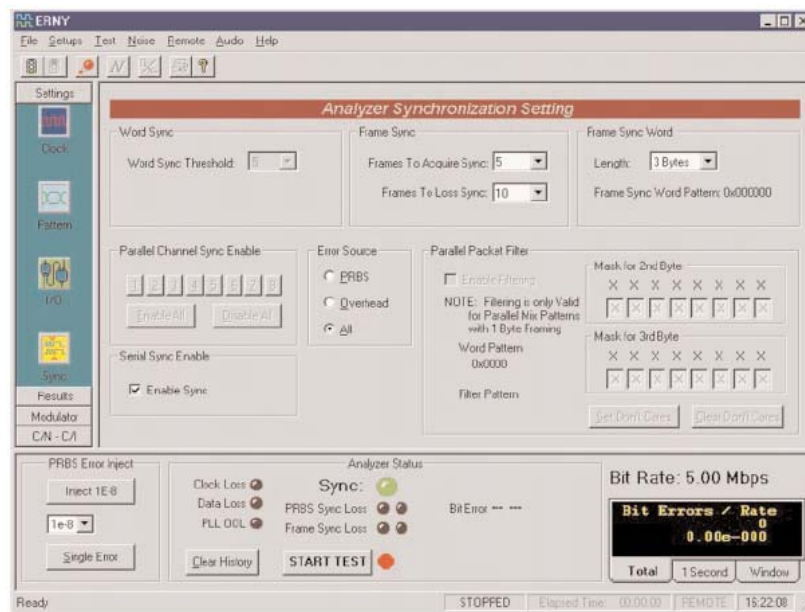 ERNY
File Setups Test Noise Remote Audo Help
Settings
Clock
Pattern
I/O
Sync
Results
Modulator
C/N - C/I
Analyzer Synchronization Setting
Word Sync
Word Sync Threshold: 5
Frame Sync
Frames To Acquire Sync: 5
Frames To Loss Sync: 10
Frame Sync Word
Length: 3 Bytes
Frame Sync Word Pattern: 0x000000
Parallel Channel Sync Enable
1 2 3 4 5 6 7 8
Enable All Disable All
Serial Sync Enable
Enable Sync
Error Source
PRBS
Overhead
All
Parallel Packet Filter
Enable Filtering
NOTE: Filtering is only Valid
for Parallel Mix Patterns
with 1 Byte Framing
Word Pattern
0x0000
Filter Pattern
Mask for 2nd Byte
X X X X X X X X
X X X X X X X X
Mask for 3rd Byte
X X X X X X X X
X X X X X X X X
Set Don't Cares Clear Don't Cares
PRBS Error Inject
Inject 1E-8
1e-8
Single Error
Analyzer Status
Clock Loss
Data Loss
PLL OOL
Clear History
Sync:
PRBS Sync Loss
Frame Sync Loss
START TEST
Bit Error --- ---
Bit Rate: 5.00 Mbps
Bit Errors / Rate
0
0.00e-000
Total 1 Second Window
Ready STOPPED Elapsed Time: 00:00:00 REMOTE 16:22:08